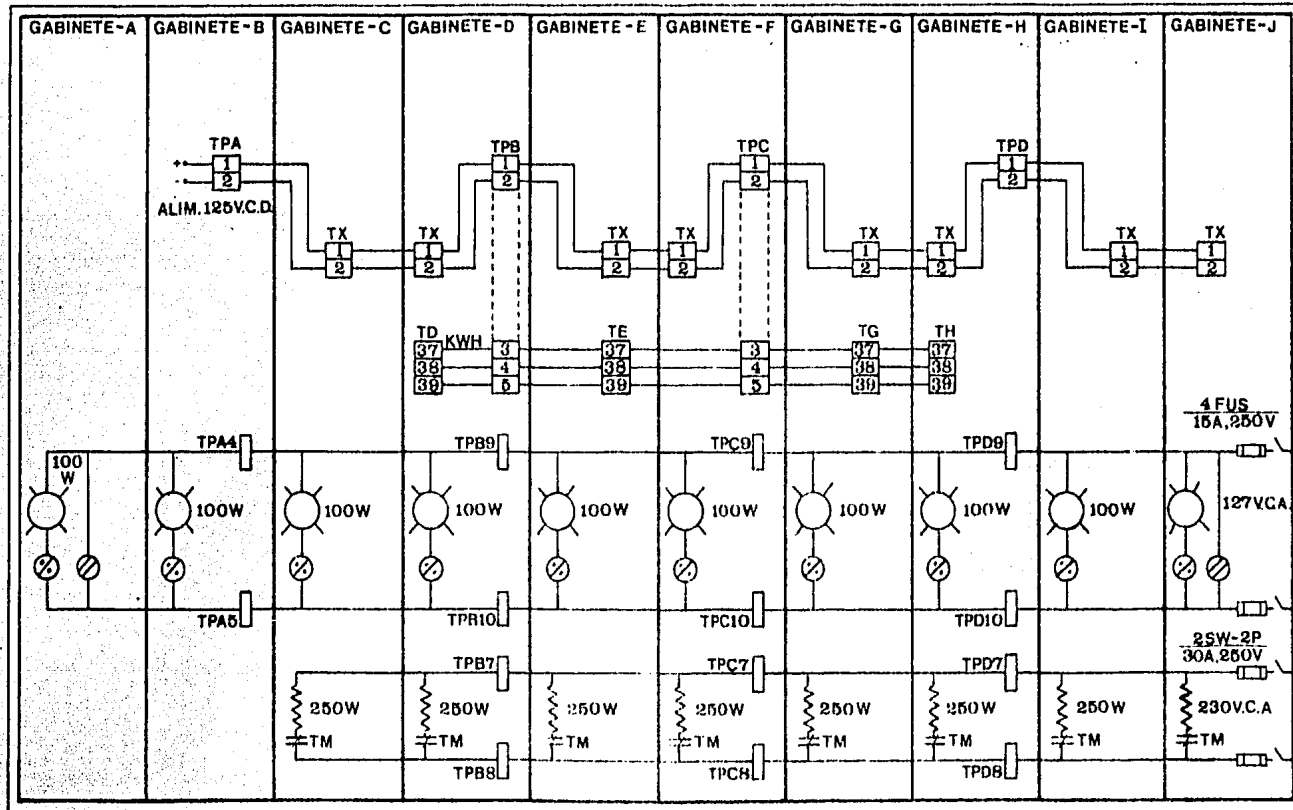 GABINETE-A GABINETE-B GABINETE-C GABINETE-D GABINETE-E GABINETE-F GABINETE-G GABINETE-H GABINETE-I GABINETE-J
TPA TPB TPC TPD
+ 1 1 1 1
- 2 2 2 2
ALIM.125V.C.D.
TX TX TX TX TX TX TX TX
1 1 1 1 1 1 1 1
2 2 2 2 2 2 2 2
TD KWH TE TG TH
37 3 37 3 37 37
38 4 38 4 38 38
39 5 39 5 39 39
4 FUS
15A,250V
TPA4 TPB9 TPC9 TPD9
100
W
100W 100W 100W 100W 100W 100W 100W 100W 127V.C.A.
TPA5 TPB10 TPC10 TPD10
2SW-2P
30A,250V
TPB7 TPC7 TPD7
250W 250W 250W 250W 250W 250W 250W 230V.C.A
TM TM TM TM TM TM TM TM
TPB8 TPC8 TPD8